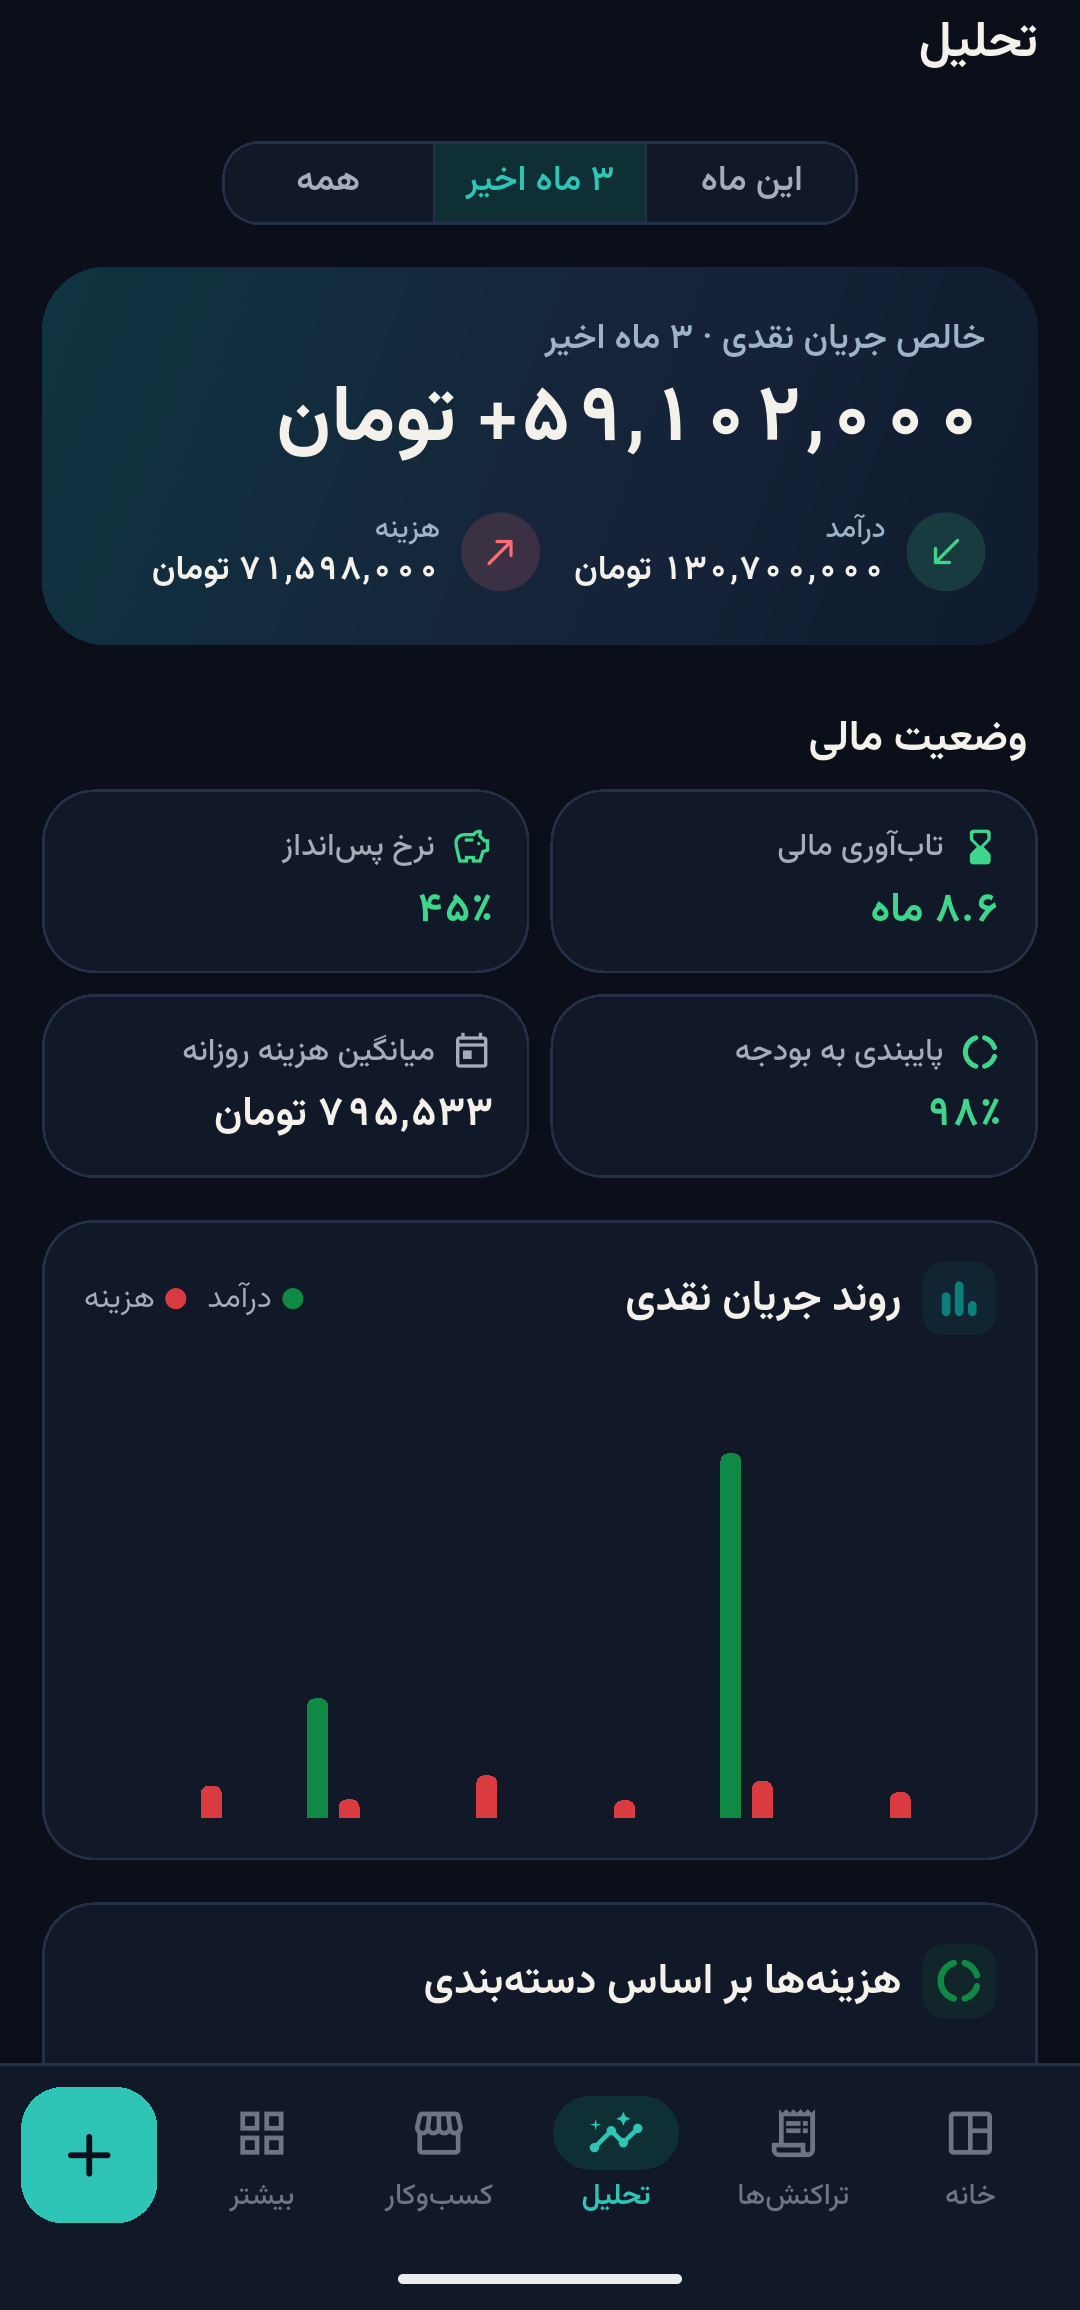 تحلیل
این ماه
۳ ماه اخیر
همه
خالص جریان نقدی · ۳ ماه اخیر
+۵۹,۱۰۲,۰۰۰ تومان
درآمد
۱۳۰,۷۰۰,۰۰۰ تومان
هزینه
۷۱,۵۹۸,۰۰۰ تومان
وضعیت مالی
تاب‌آوری مالی
۸.۶ ماه
نرخ پس‌انداز
۴۵٪
پایبندی به بودجه
۹۸٪
میانگین هزینه روزانه
۷۹۵,۵۳۳ تومان
روند جریان نقدی
درآمد
هزینه
هزینه‌ها بر اساس دسته‌بندی
خانه
تراکنش‌ها
تحلیل
کسب‌وکار
بیشتر